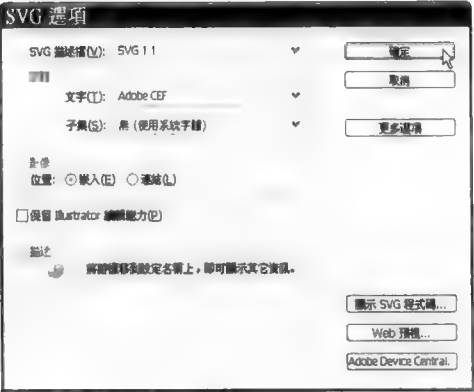 SVG 選項
SVG 描述檔(V): SVG 1.1
確定
取消
文字(T): Adobe CEF
子集(S): 無 (使用系統字體)
更多選項
影像
位置: 嵌入(E) 連結(L)
保留 Illustrator 編輯能力(P)
描述
將游標移到設定名稱上，即可顯示其它資訊。
顯示 SVG 程式碼...
Web 預視...
Adobe Device Central.